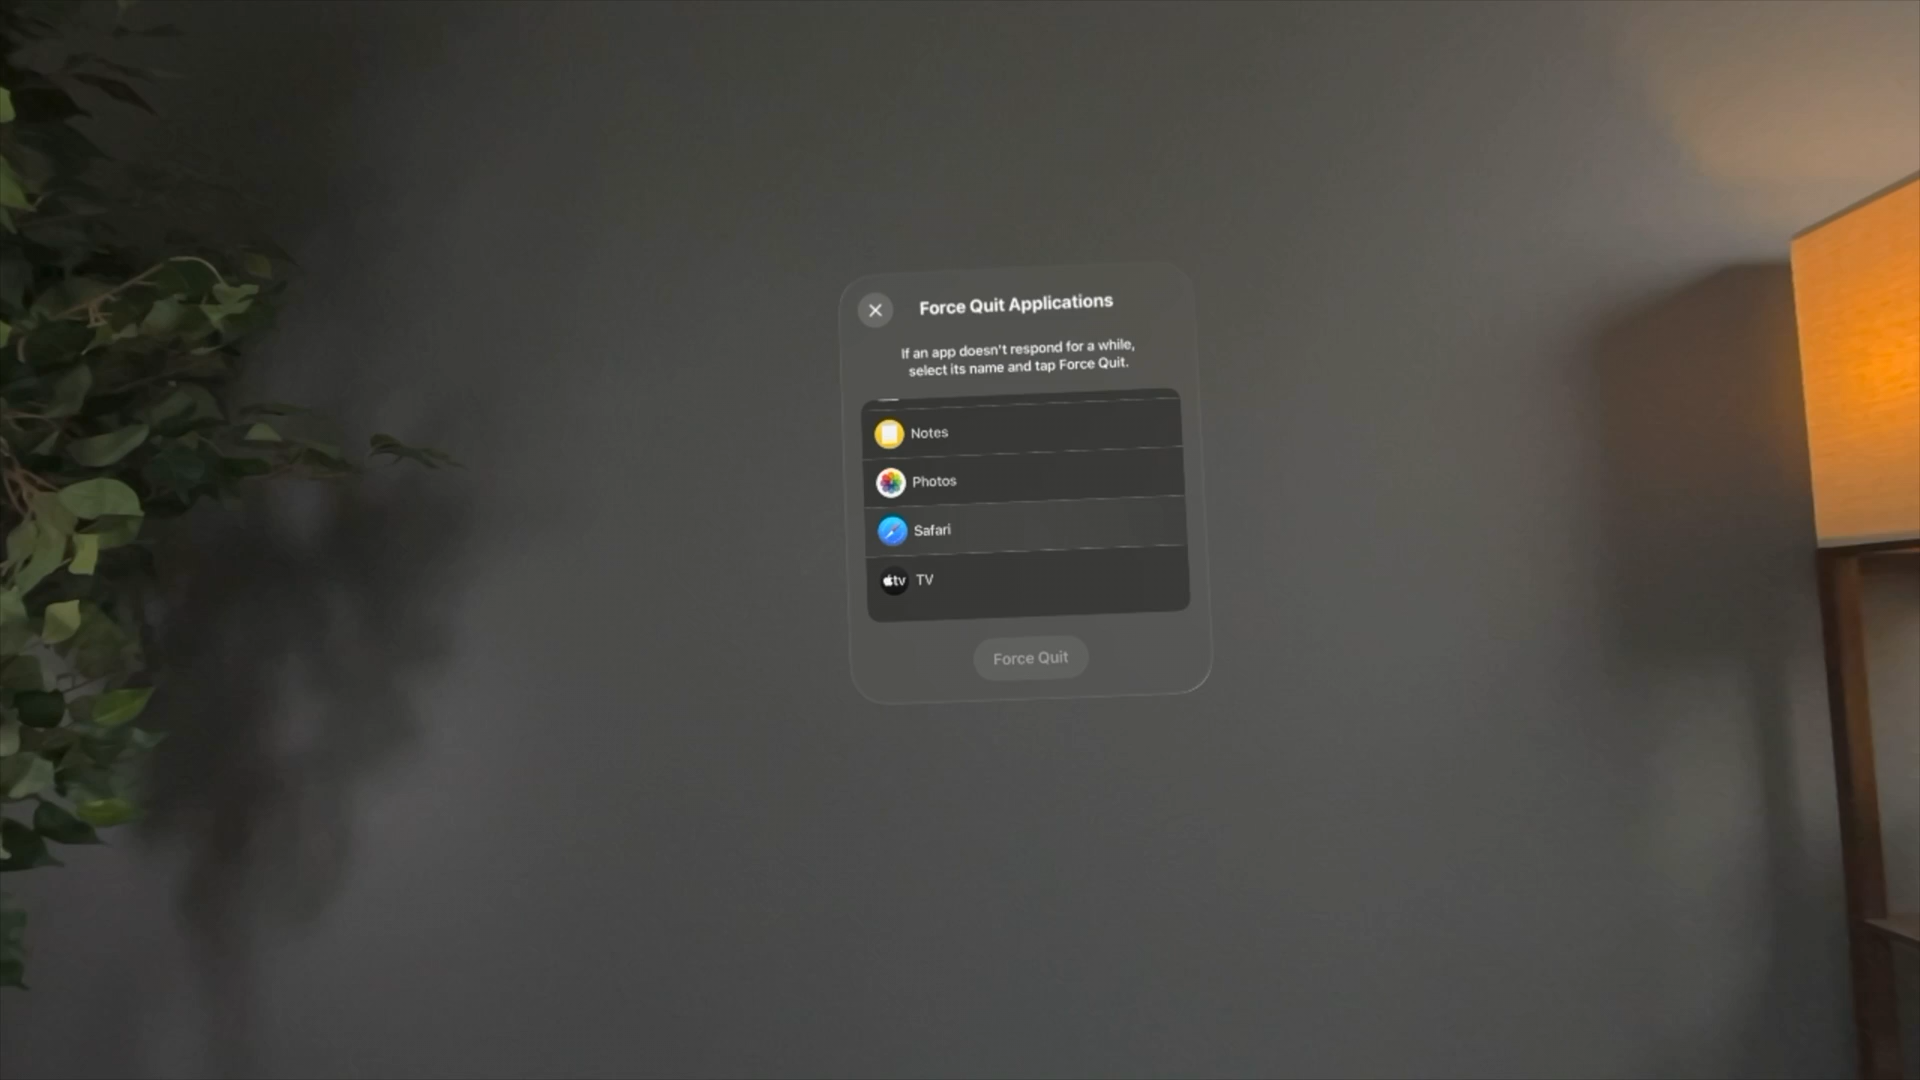 Force Quit Applications
If an app doesn't respond for a while,
select its name and tap Force Quit.
Notes
Photos
Safari
tv TV
Force Quit